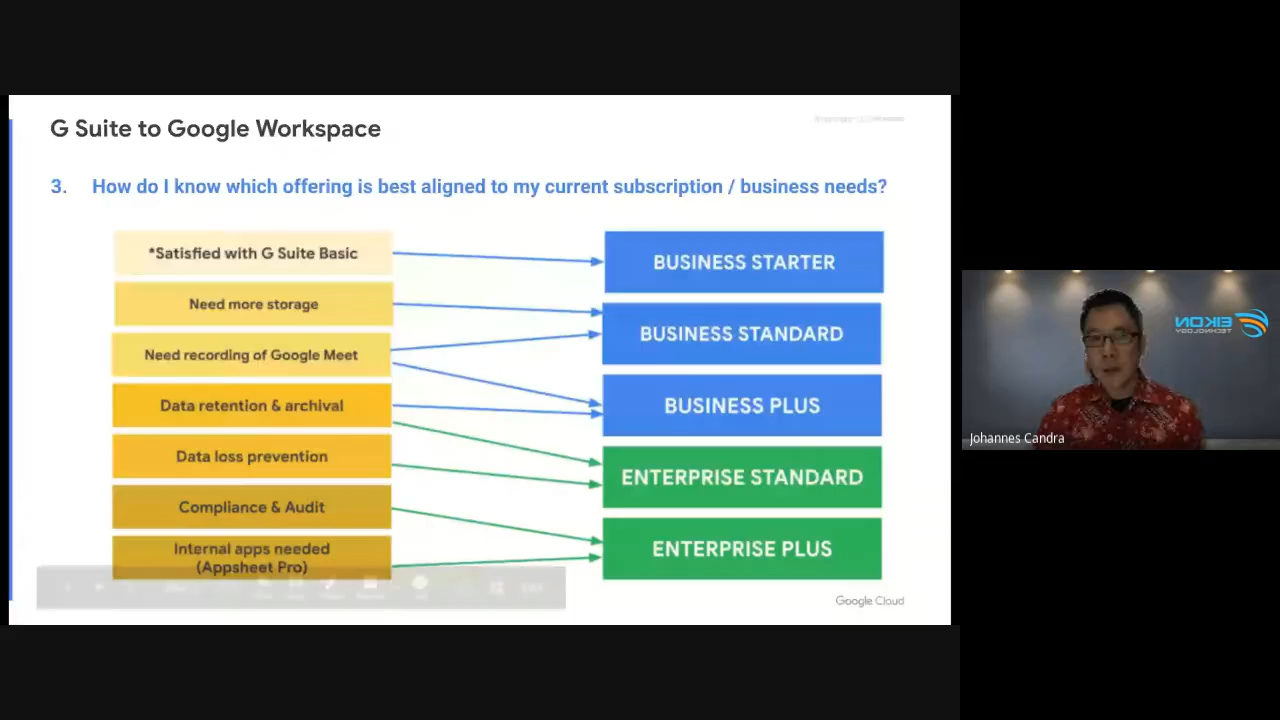 G Suite to Google Workspace
3. How do I know which offering is best aligned to my current subscription / business needs?
*Satisfied with G Suite Basic
Need more storage
Need recording of Google Meet
Data retention & archival
Data loss prevention
Compliance & Audit
Internal apps needed
(Appsheet Pro)
BUSINESS STARTER
BUSINESS STANDARD
BUSINESS PLUS
ENTERPRISE STANDARD
ENTERPRISE PLUS
Google Cloud
EIKON
TECHNOLOGY
Johannes Candra